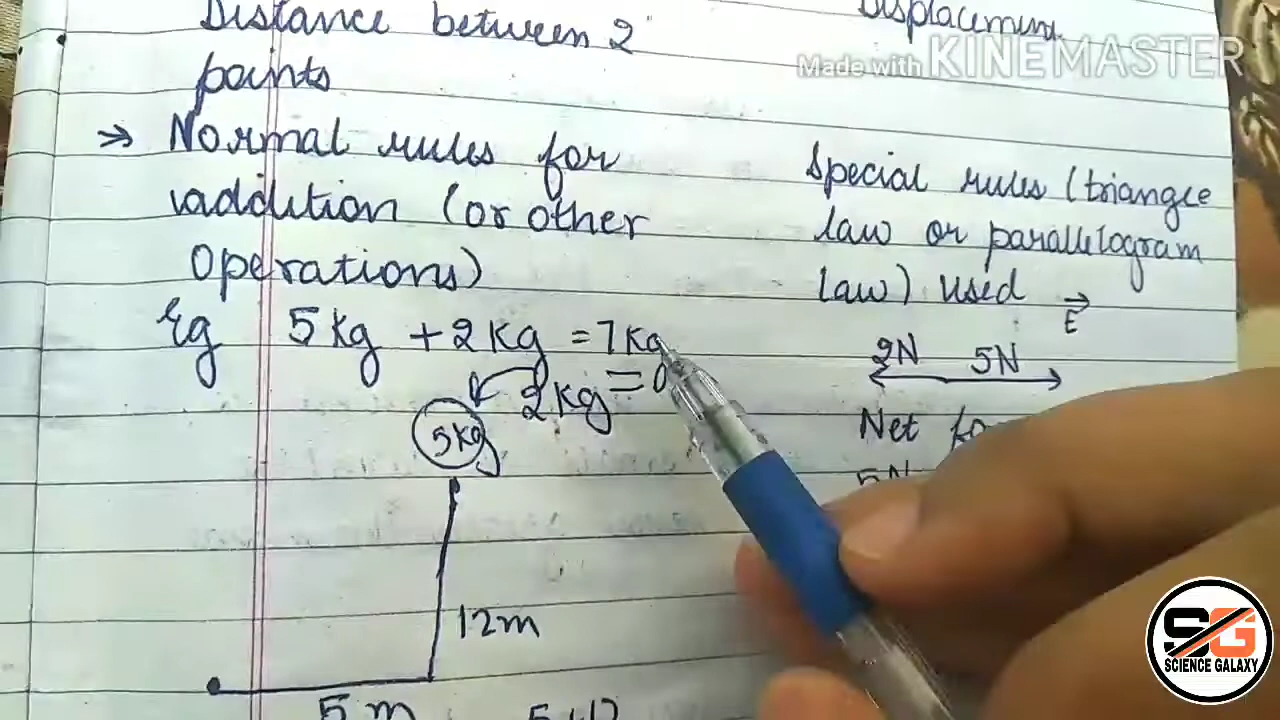 Distance between 2
points
⇒ Normal rules for
addition (or other
operations)
Eg 5 kg + 2 kg = 7 kg
2 kg =
5kg
12m
5 m
Displacement
Special rules (triangle
law or parallelogram
law) used
E
2N 5N
Net
5N
Made with KINEMASTER
SG
SCIENCE GALAXY